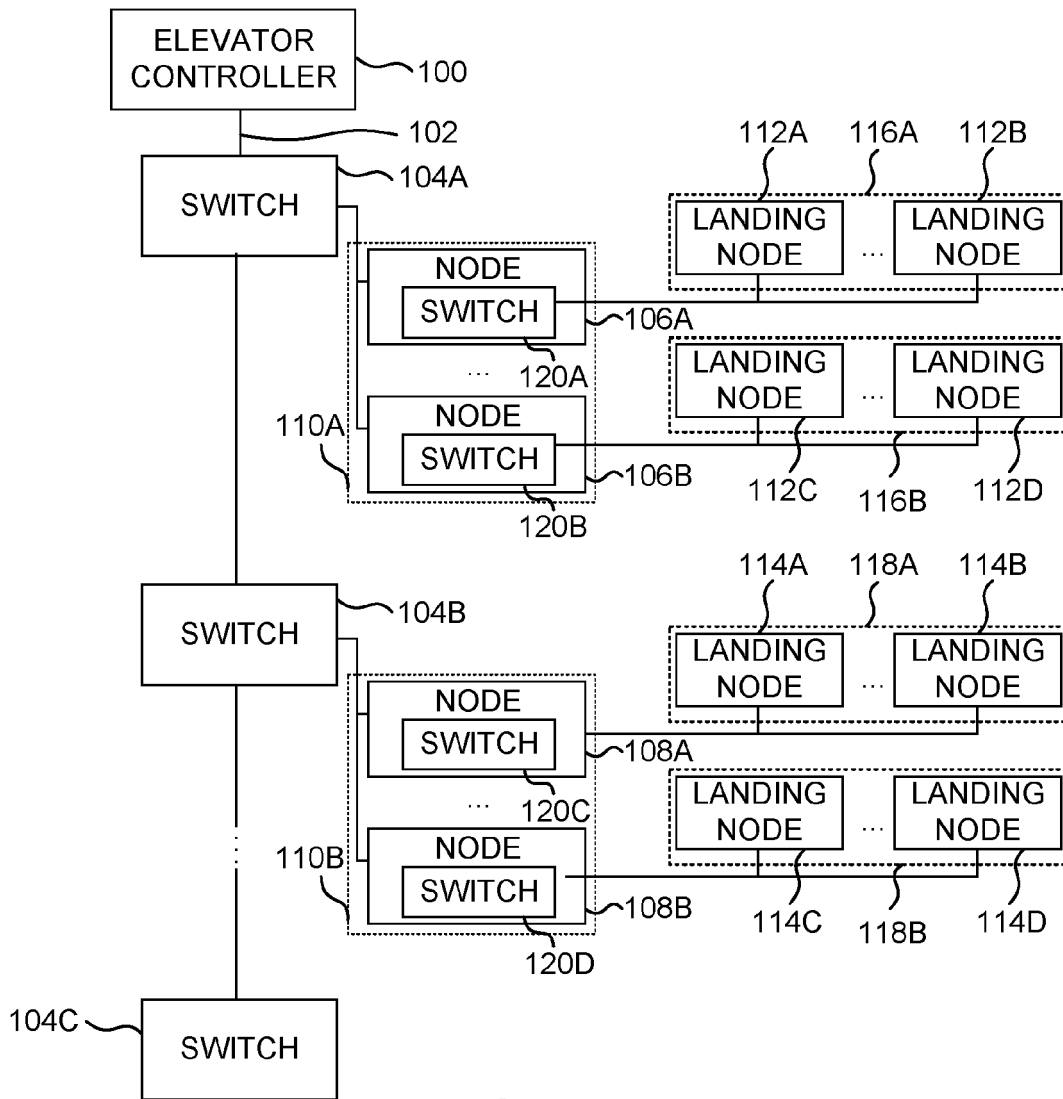 ELEVATOR
CONTROLLER
100
102
112A
116A
112B
104A
SWITCH
LANDING
NODE
...
LANDING
NODE
NODE
SWITCH
106A
120A
...
LANDING
NODE
...
LANDING
NODE
110A
NODE
SWITCH
106B
120B
112C
116B
112D
114A
118A
114B
104B
SWITCH
LANDING
NODE
...
LANDING
NODE
NODE
SWITCH
108A
120C
...
LANDING
NODE
...
LANDING
NODE
110B
NODE
SWITCH
108B
120D
114C
118B
114D
104C
SWITCH